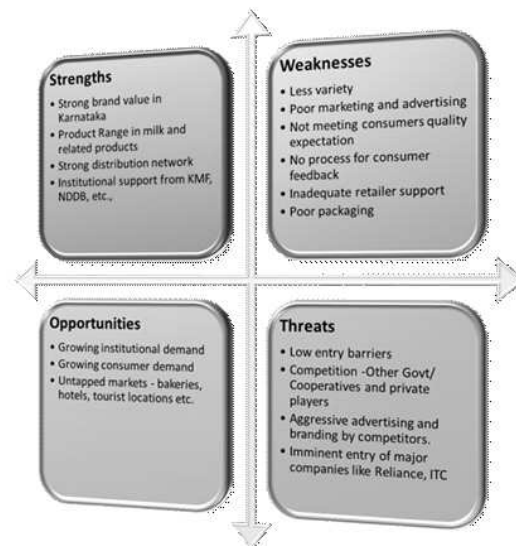 Strengths
• Strong brand value in
Karnataka
• Product Range in milk and
related products
• Strong distribution network
• Institutional support from KMF,
NDDB, etc.,
Weaknesses
• Less variety
• Poor marketing and advertising
• Not meeting consumers quality
expectation
• No process for consumer
feedback
• Inadequate retailer support
• Poor packaging
Opportunities
• Growing institutional demand
• Growing consumer demand
• Untapped markets - bakeries,
hotels, tourist locations etc.
Threats
• Low entry barriers
• Competition -Other Govt/
Cooperatives and private
players
• Aggressive advertising and
branding by competitors.
• Imminent entry of major
companies like Reliance, ITC